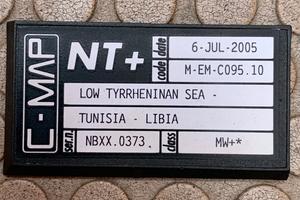 C-MAP
NT+
code date
6-JUL-2005
M-EM-C095.10
LOW TYRRHENINAN SEA -
TUNISIA - LIBIA
ser.n.
NBXX.0373.
class
MW+*